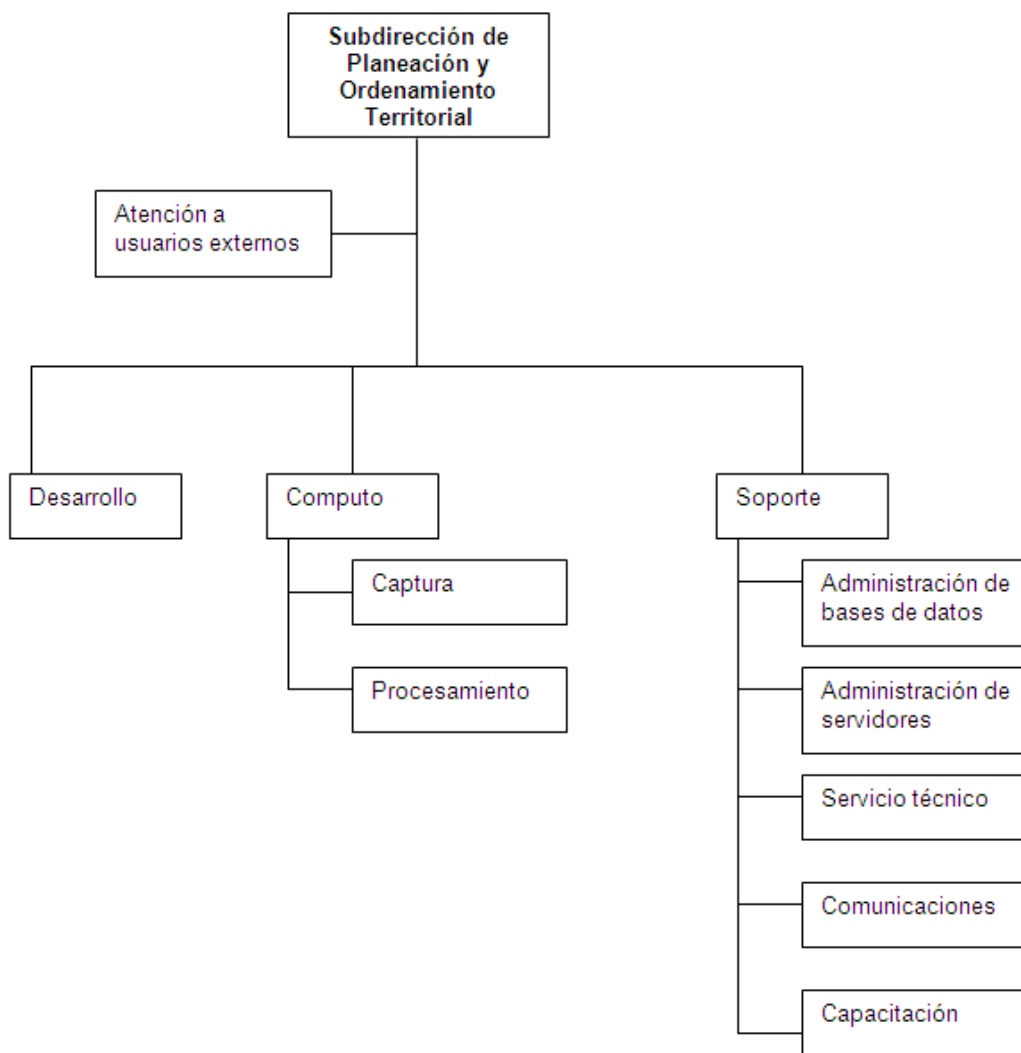 Subdirección de
Planeación y
Ordenamiento
Territorial
Atención a
usuarios externos
Desarrollo
Computo
Soporte
Captura
Procesamiento
Administración de
bases de datos
Administración de
servidores
Servicio técnico
Comunicaciones
Capacitación